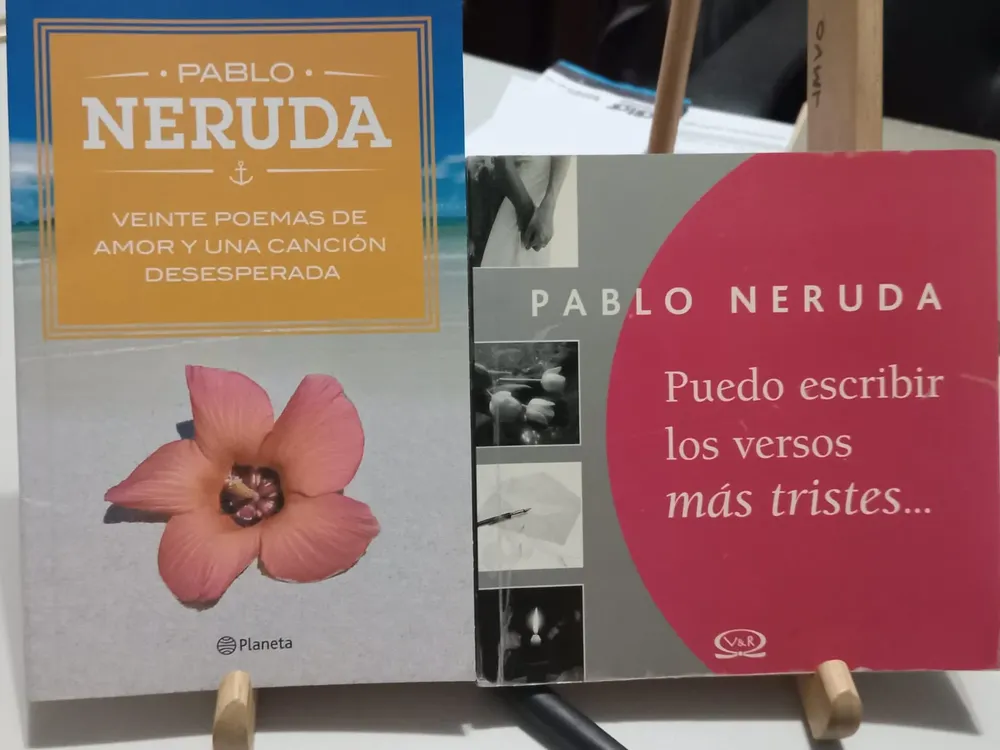 PABLO
NERUDA
VEINTE POEMAS DE
AMOR Y UNA CANCIÓN
DESESPERADA
Planeta
PABLO NERUDA
Puedo escribir
los versos
más tristes...
V&R